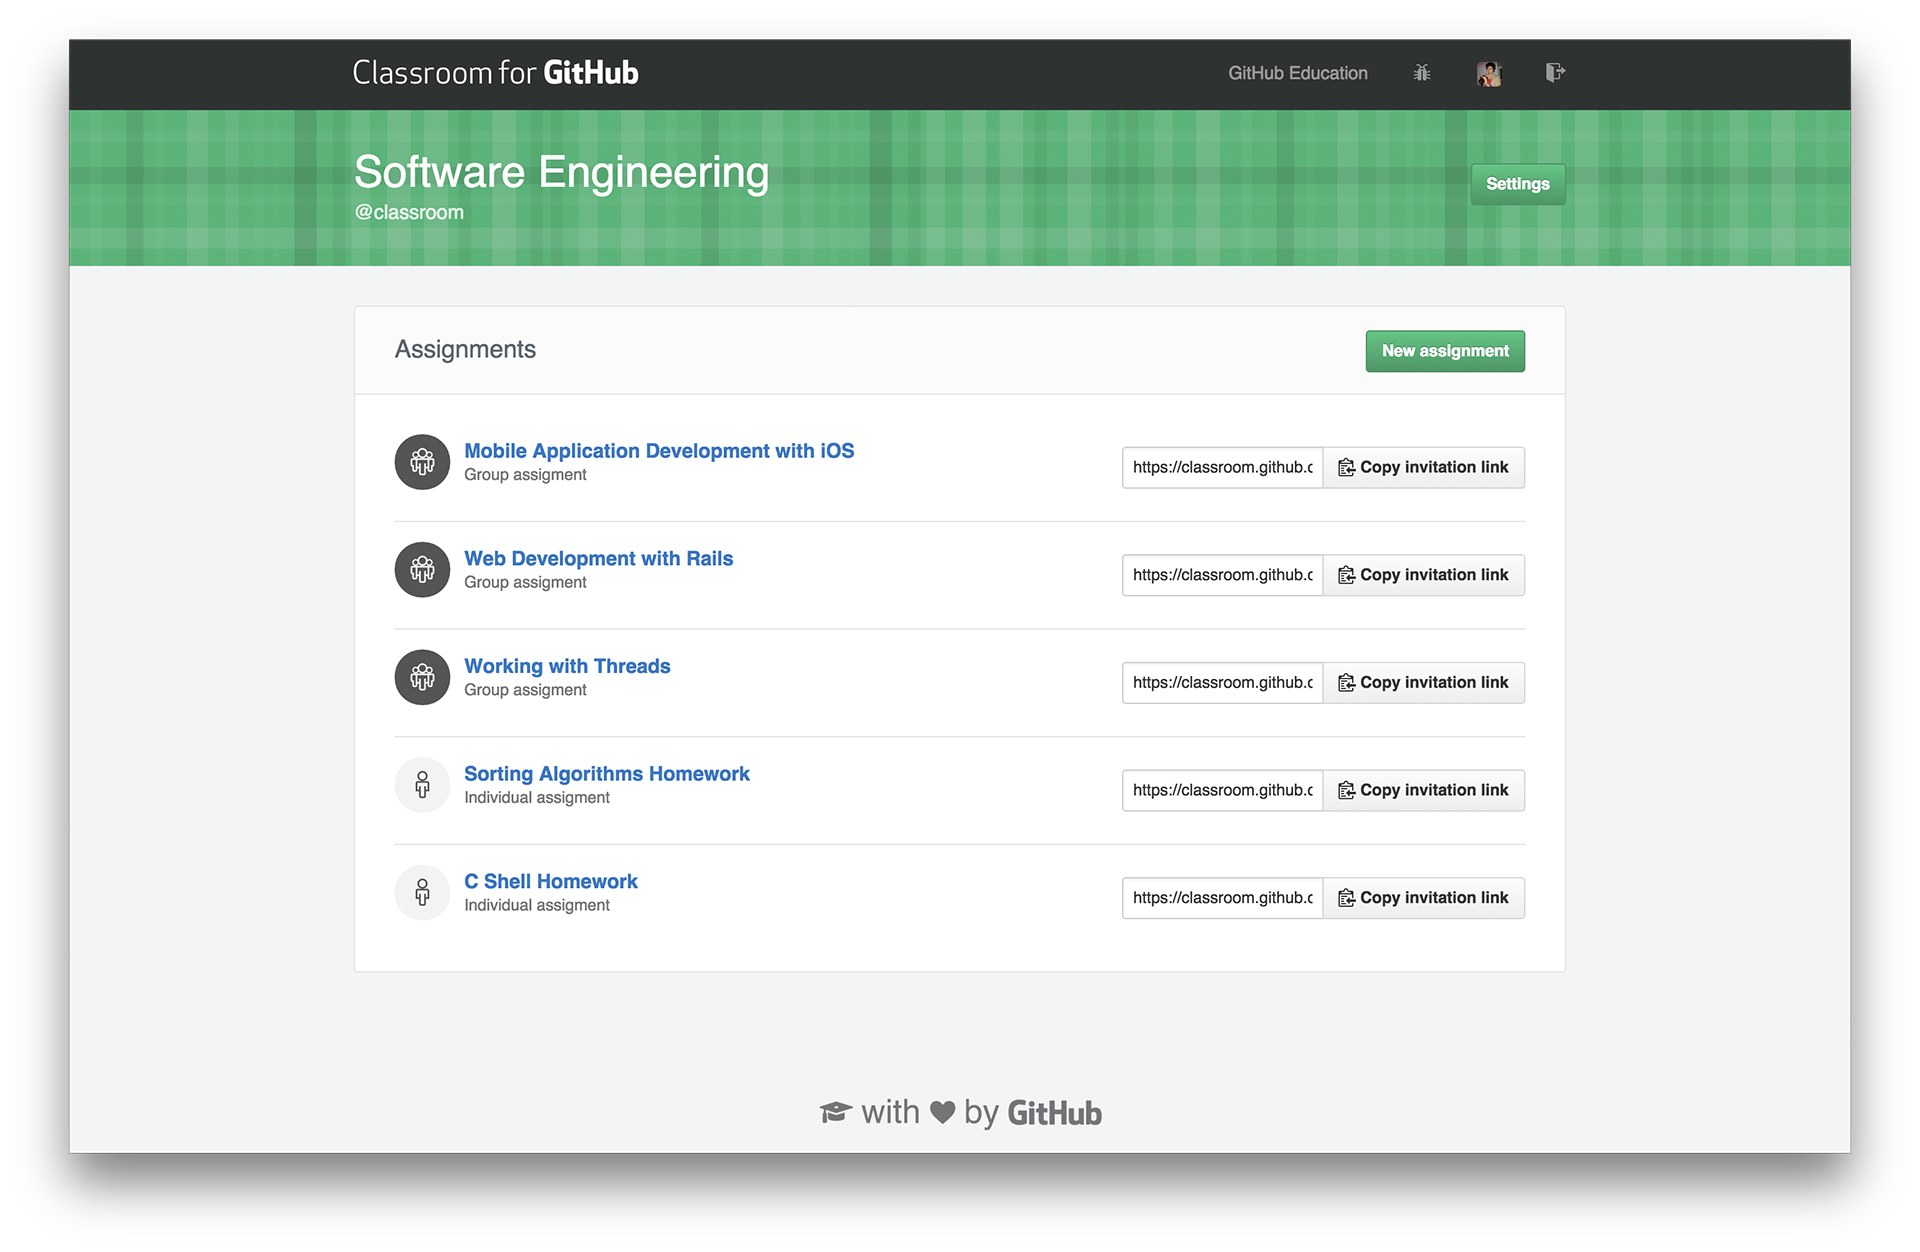 Classroom for GitHub
GitHub Education
Software Engineering
@classroom
Settings
Assignments
New assignment
Mobile Application Development with iOS
Group assigment
https://classroom.github.c
Copy invitation link
Web Development with Rails
Group assigment
https://classroom.github.c
Copy invitation link
Working with Threads
Group assigment
https://classroom.github.c
Copy invitation link
Sorting Algorithms Homework
Individual assigment
https://classroom.github.c
Copy invitation link
C Shell Homework
Individual assigment
https://classroom.github.c
Copy invitation link
with by GitHub